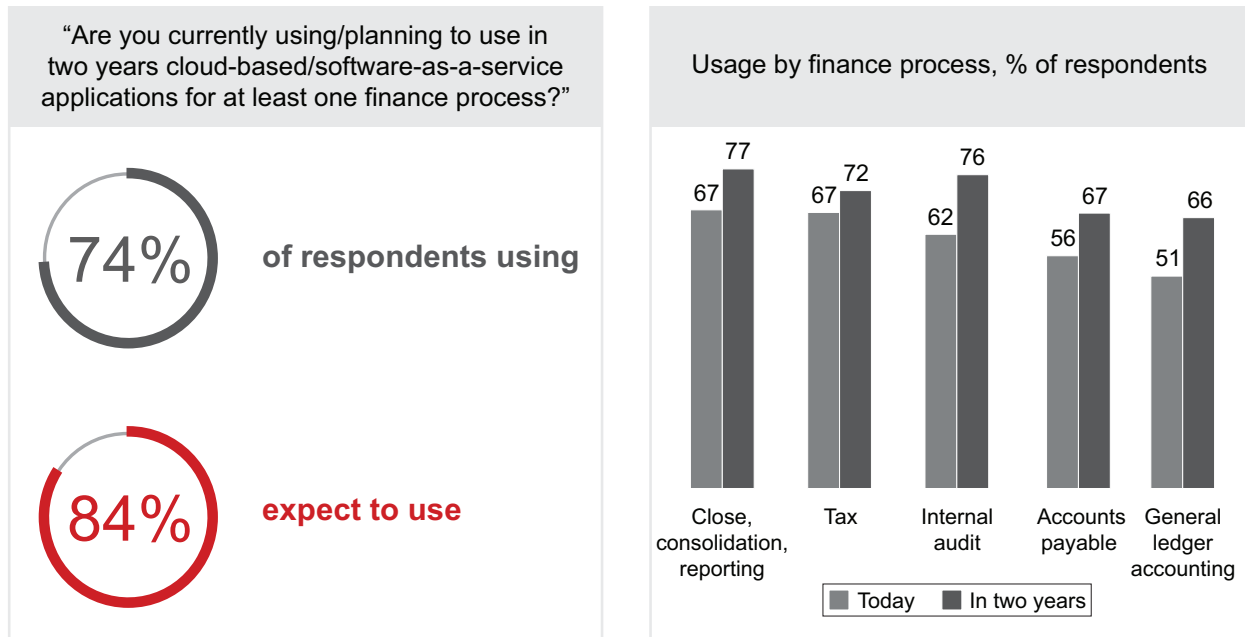 “Are you currently using/planning to use in
two years cloud-based/software-as-a-service
applications for at least one finance process?”
74%
of respondents using
84%
expect to use
Usage by finance process, % of respondents
67 77
67 72
62 76
56 67
51 66
Close,
consolidation,
reporting
Tax
Internal
audit
Accounts
payable
General
ledger
accounting
Today In two years